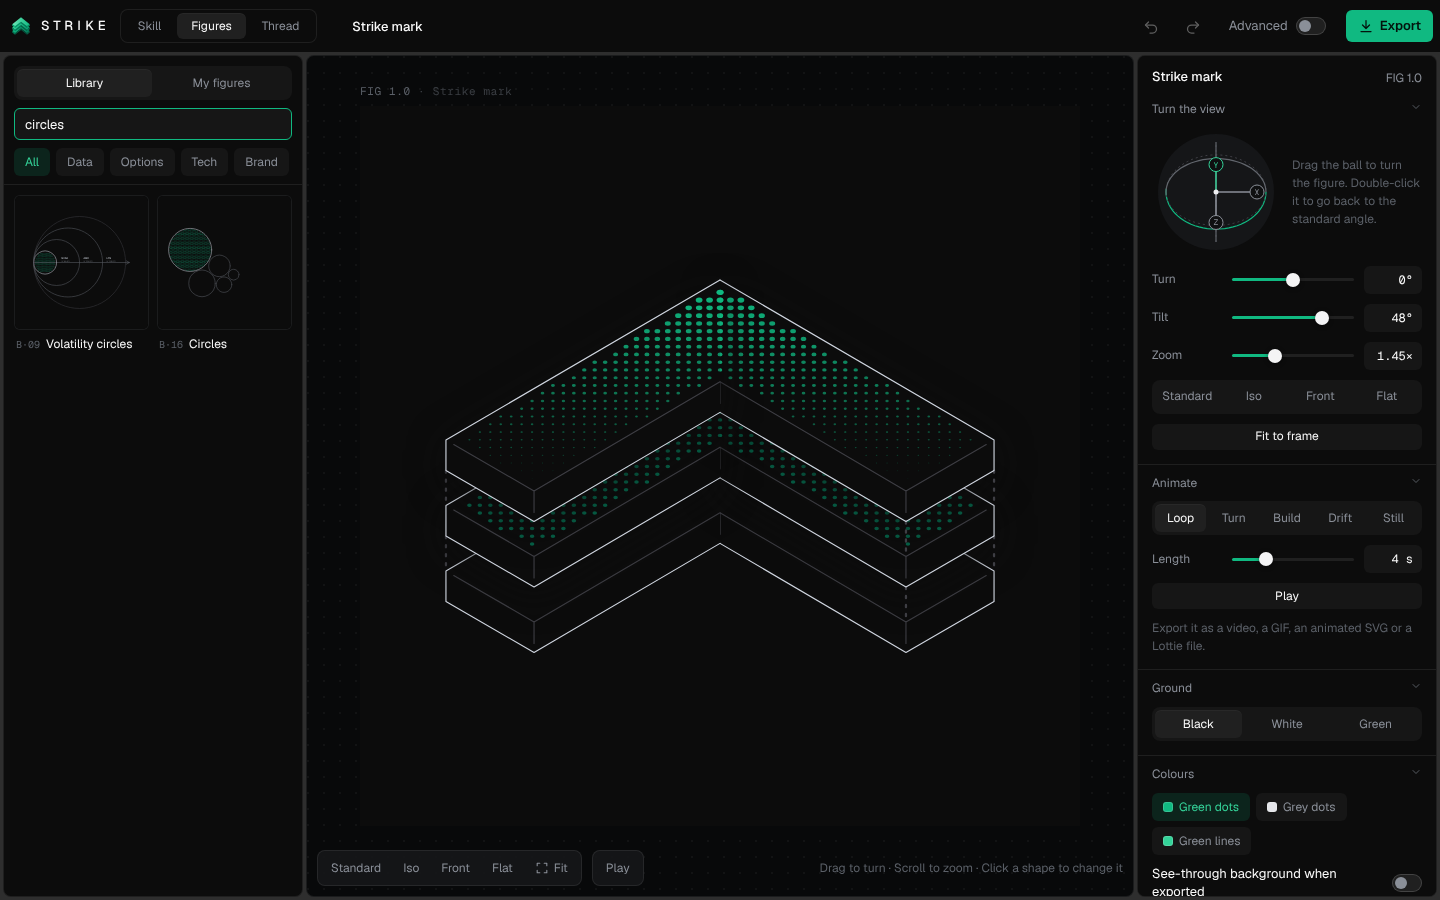 STRIKE
Skill
Figures
Thread
Strike mark
Advanced
Export
Library
My figures
circles
All
Data
Options
Tech
Brand
B-09 Volatility circles
B-16 Circles
FIG 1.0 · Strike mark
Standard
Iso
Front
Flat
Fit
Play
Drag to turn · Scroll to zoom · Click a shape to change it
Strike mark
FIG 1.0
Turn the view
Y
X
Z
Drag the ball to turn
the figure. Double-click
it to go back to the
standard angle.
Turn
0°
Tilt
48°
Zoom
1.45×
Standard
Iso
Front
Flat
Fit to frame
Animate
Loop
Turn
Build
Drift
Still
Length
4 s
Play
Export it as a video, a GIF, an animated SVG or a
Lottie file.
Ground
Black
White
Green
Colours
Green dots
Grey dots
Green lines
See-through background when
exported